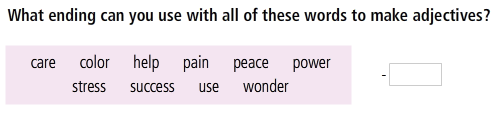 What ending can you use with all of these words to make adjectives?
care color help pain peace power
stress success use wonder
-